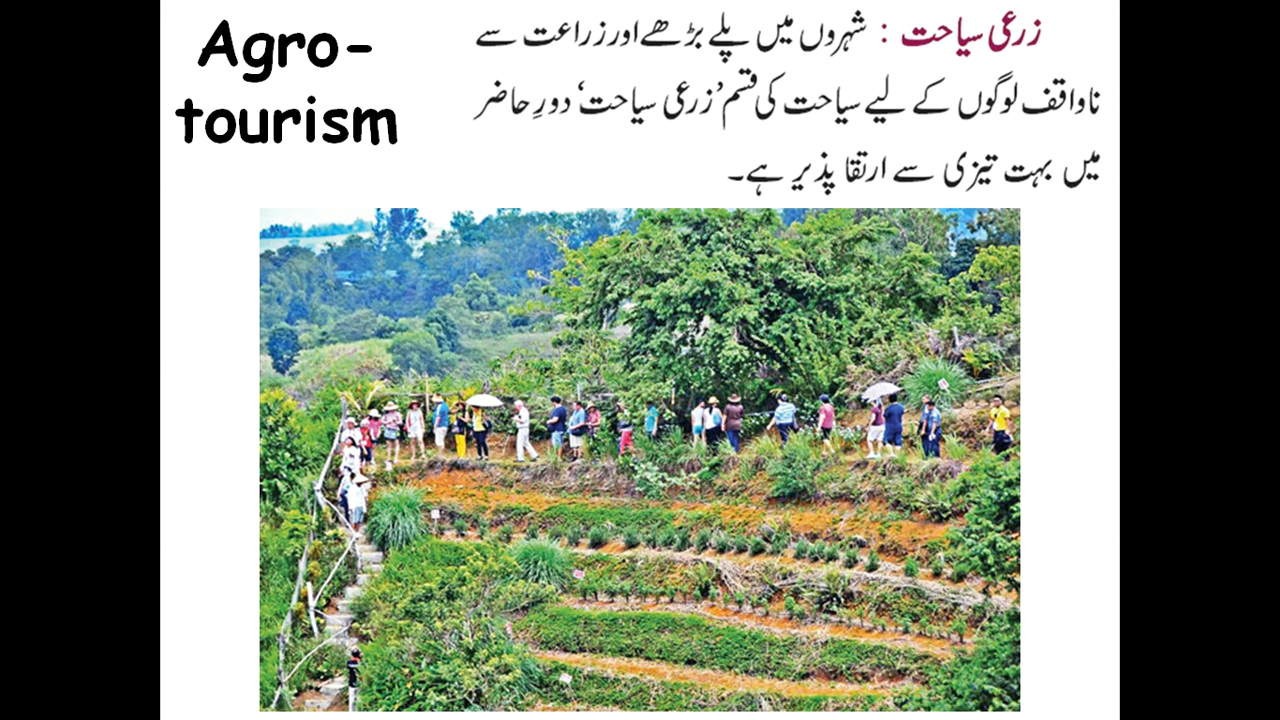 Agro-
tourism
زرعی سیاحت : شہروں میں پلے بڑھے اور زراعت سے
ناواقف لوگوں کے لیے سیاحت کی قسم ’زرعی سیاحت‘ دورِ حاضر
میں بہت تیزی سے ارتقا پذیر ہے۔